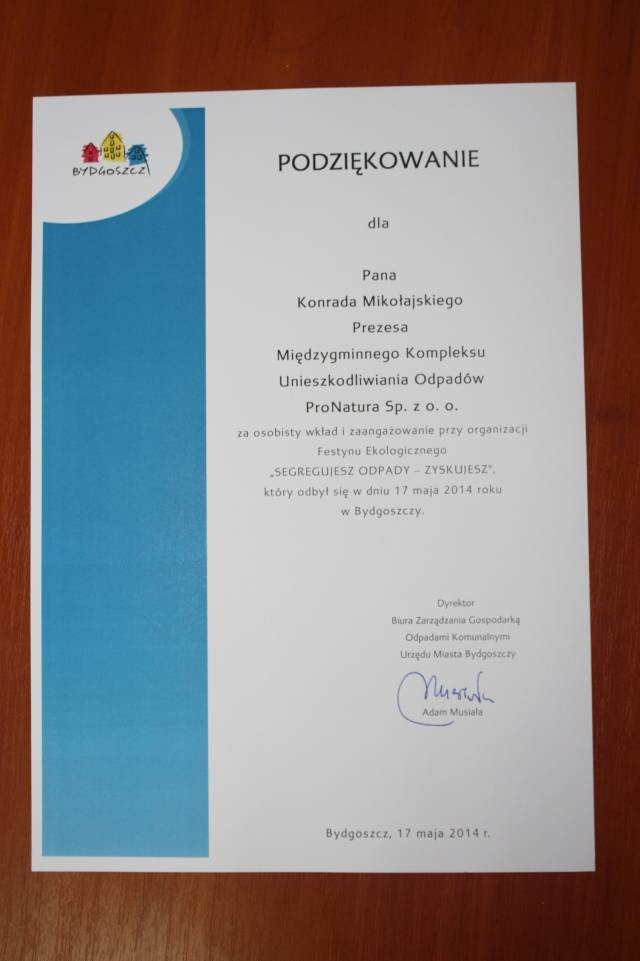 BYDGOSZCZ
PODZIĘKOWANIE
dla
Pana
Konrada Mikołajskiego
Prezesa
Międzygminnego Kompleksu
Unieszkodliwiania Odpadów
ProNatura Sp. z o. o.
za osobisty wkład i zaangażowanie przy organizacji
Festynu Ekologicznego
„SEGREGUJESZ ODPADY – ZYSKUJESZ”,
który odbył się w dniu 17 maja 2014 roku
w Bydgoszczy.
Dyrektor
Biura Zarządzania Gospodarką
Odpadami Komunalnymi
Urzędu Miasta Bydgoszczy
Adam Musiała
Bydgoszcz, 17 maja 2014 r.